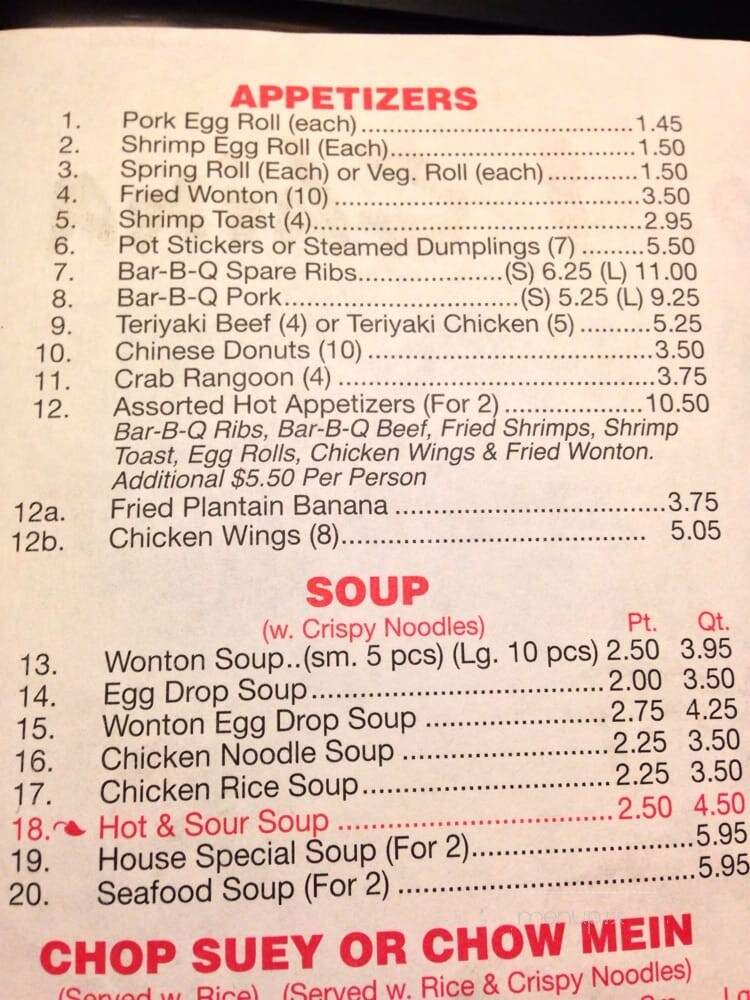 APPETIZERS
1. Pork Egg Roll (each)..............................1.45
2. Shrimp Egg Roll (Each)..............................1.50
3. Spring Roll (Each) or Veg. Roll (each).............1.50
4. Fried Wonton (10) ..............................3.50
5. Shrimp Toast (4)..............................2.95
6. Pot Stickers or Steamed Dumplings (7) .........5.50
7. Bar-B-Q Spare Ribs....................(S) 6.25 (L) 11.00
8. Bar-B-Q Pork..............................(S) 5.25 (L) 9.25
9. Teriyaki Beef (4) or Teriyaki Chicken (5) ..........5.25
10. Chinese Donuts (10) ..............................3.50
11. Crab Rangoon (4) ..............................3.75
12. Assorted Hot Appetizers (For 2) ..................10.50
Bar-B-Q Ribs, Bar-B-Q Beef, Fried Shrimps, Shrimp
Toast, Egg Rolls, Chicken Wings & Fried Wonton.
Additional $5.50 Per Person
12a. Fried Plantain Banana ..............................3.75
12b. Chicken Wings (8).............................. 5.05
SOUP
(w. Crispy Noodles) Pt. Qt.
13. Wonton Soup..(sm. 5 pcs) (Lg. 10 pcs) 2.50 3.95
14. Egg Drop Soup..............................2.00 3.50
15. Wonton Egg Drop Soup ....................2.75 4.25
16. Chicken Noodle Soup ......................2.25 3.50
17. Chicken Rice Soup..............................2.25 3.50
18. Hot & Sour Soup ..............................2.50 4.50
19. House Special Soup (For 2)..............................5.95
20. Seafood Soup (For 2) ..............................5.95
CHOP SUEY OR CHOW MEIN
(Served w. Rice) (Served w. Rice & Crispy Noodles)